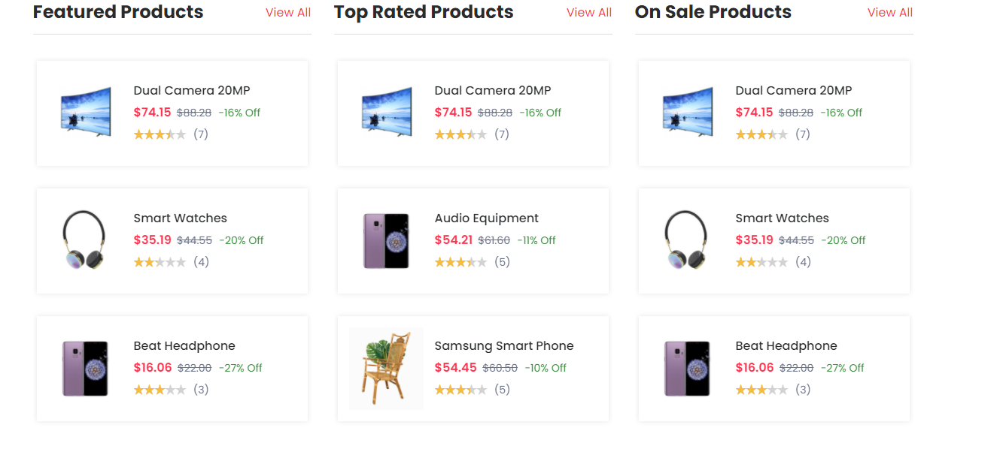 Featured Products View All
Dual Camera 20MP
$74.15 $88.28 -16% Off
(7)
Smart Watches
$35.19 $44.55 -20% Off
(4)
Beat Headphone
$16.06 $22.00 -27% Off
(3)
Top Rated Products View All
Dual Camera 20MP
$74.15 $88.28 -16% Off
(7)
Audio Equipment
$54.21 $61.60 -11% Off
(5)
Samsung Smart Phone
$54.45 $60.50 -10% Off
(5)
On Sale Products View All
Dual Camera 20MP
$74.15 $88.28 -16% Off
(7)
Smart Watches
$35.19 $44.55 -20% Off
(4)
Beat Headphone
$16.06 $22.00 -27% Off
(3)